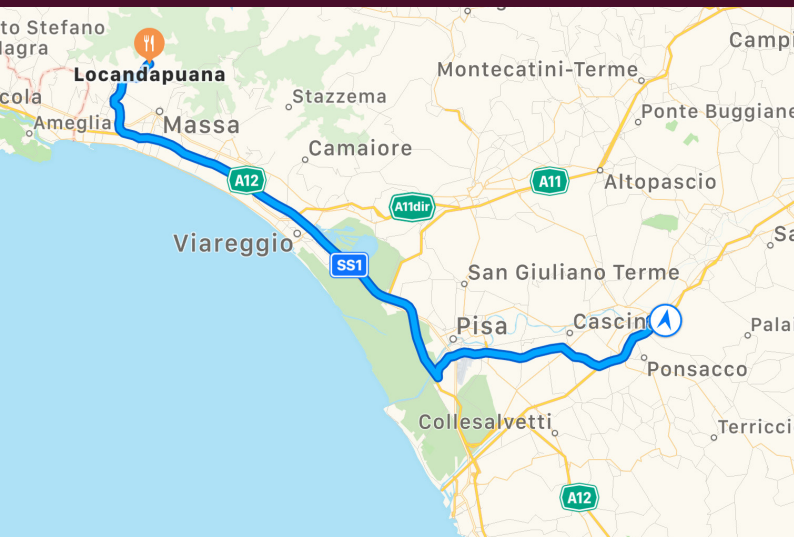 to Stefano
Magra
Locandapuana
cola
Ameglia
Massa
Stazzema
Camaiore
Montecatini-Terme
Campi
Ponte Buggiane
A12
A11dir
A11
Altopascio
Viareggio
SS1
San Giuliano Terme
Sa
Pisa
Cascin
Palai
Ponsacco
Collesalvetti
Terricci
A12